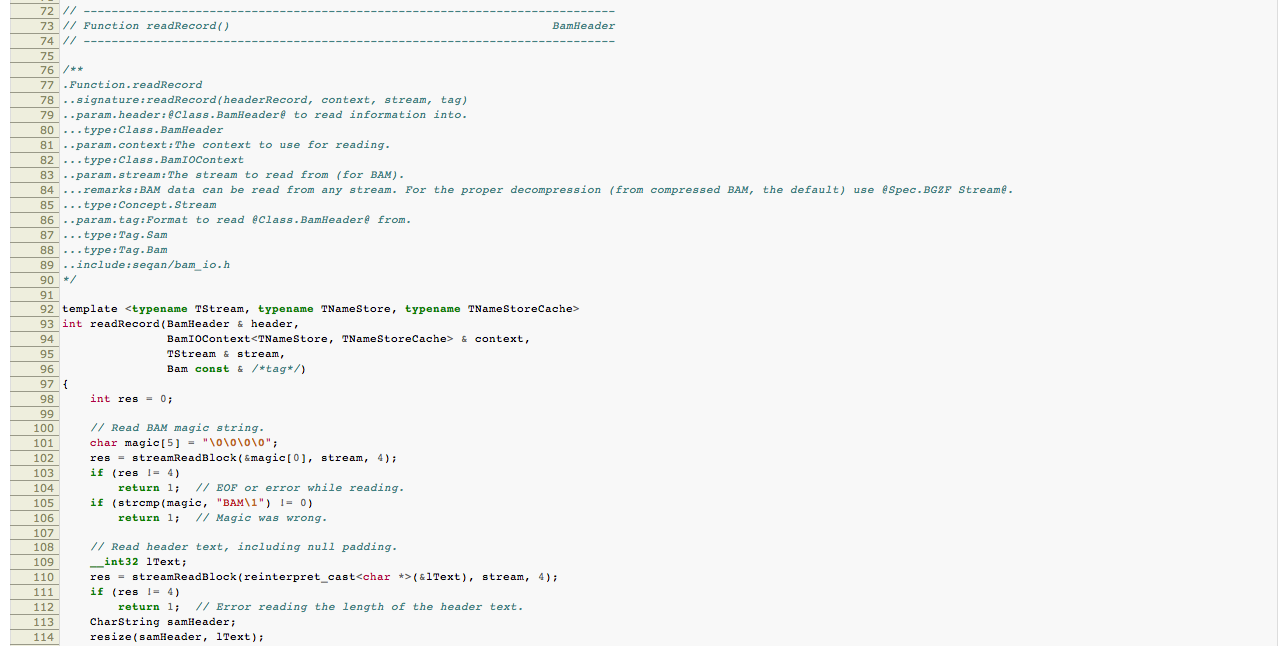 72 // ----------------------------------------------------------------------------
73 // Function readRecord()                                              BamHeader
74 // ----------------------------------------------------------------------------
75
76 /**
77 .Function.readRecord
78 ..signature:readRecord(headerRecord, context, stream, tag)
79 ..param.header:@Class.BamHeader@ to read information into.
80 ...type:Class.BamHeader
81 ..param.context:The context to use for reading.
82 ...type:Class.BamIOContext
83 ..param.stream:The stream to read from (for BAM).
84 ...remarks:BAM data can be read from any stream. For the proper decompression (from compressed BAM, the default) use @Spec.BGZF Stream@.
85 ...type:Concept.Stream
86 ..param.tag:Format to read @Class.BamHeader@ from.
87 ...type:Tag.Sam
88 ...type:Tag.Bam
89 ..include:seqan/bam_io.h
90 */
91
92 template <typename TStream, typename TNameStore, typename TNameStoreCache>
93 int readRecord(BamHeader & header,
94                BamIOContext<TNameStore, TNameStoreCache> & context,
95                TStream & stream,
96                Bam const & /*tag*/)
97 {
98     int res = 0;
99
100     // Read BAM magic string.
101     char magic[5] = "\0\0\0\0";
102     res = streamReadBlock(&magic[0], stream, 4);
103     if (res != 4)
104         return 1;  // EOF or error while reading.
105     if (strcmp(magic, "BAM\1") != 0)
106         return 1;  // Magic was wrong.
107
108     // Read header text, including null padding.
109     __int32 lText;
110     res = streamReadBlock(reinterpret_cast<char *>(&lText), stream, 4);
111     if (res != 4)
112         return 1;  // Error reading the length of the header text.
113     CharString samHeader;
114     resize(samHeader, lText);